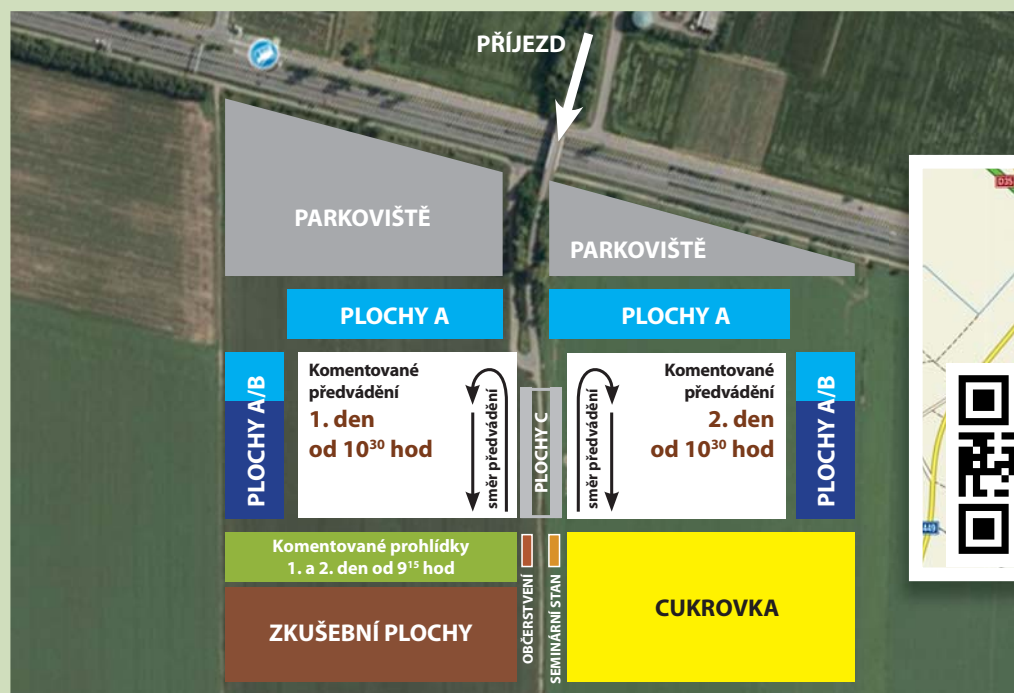 PŘÍJEZD
D35
PARKOVIŠTĚ
PARKOVIŠTĚ
PLOCHY A
PLOCHY A
PLOCHY A/B
Komentované
předvádění
1. den
od 10³⁰ hod
směr předvádění
PLOCHY C
směr předvádění
Komentované
předvádění
2. den
od 10³⁰ hod
PLOCHY A/B
449
Komentované prohlídky
1. a 2. den od 9¹⁵ hod
OBČERSTVENÍ
SEMINÁRNÍ STAN
ZKUŠEBNÍ PLOCHY
CUKROVKA